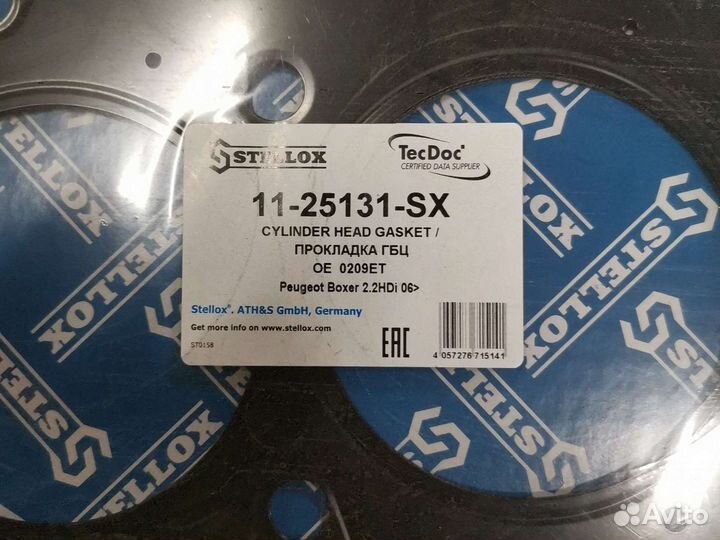 STELLOX
TecDoc
CERTIFIED DATA SUPPLIER
11-25131-SX
CYLINDER HEAD GASKET /
ПРОКЛАДКА ГБЦ
OE 0209ET
Peugeot Boxer 2.2HDi 06>
Stellox®. ATH&S GmbH, Germany
Get more info on www.stellox.com
ST0158
EAC
4 057276 715141
STELLOX
STELLOX
STELLOX
STELLOX
STELLOX
STELLOX
Avito